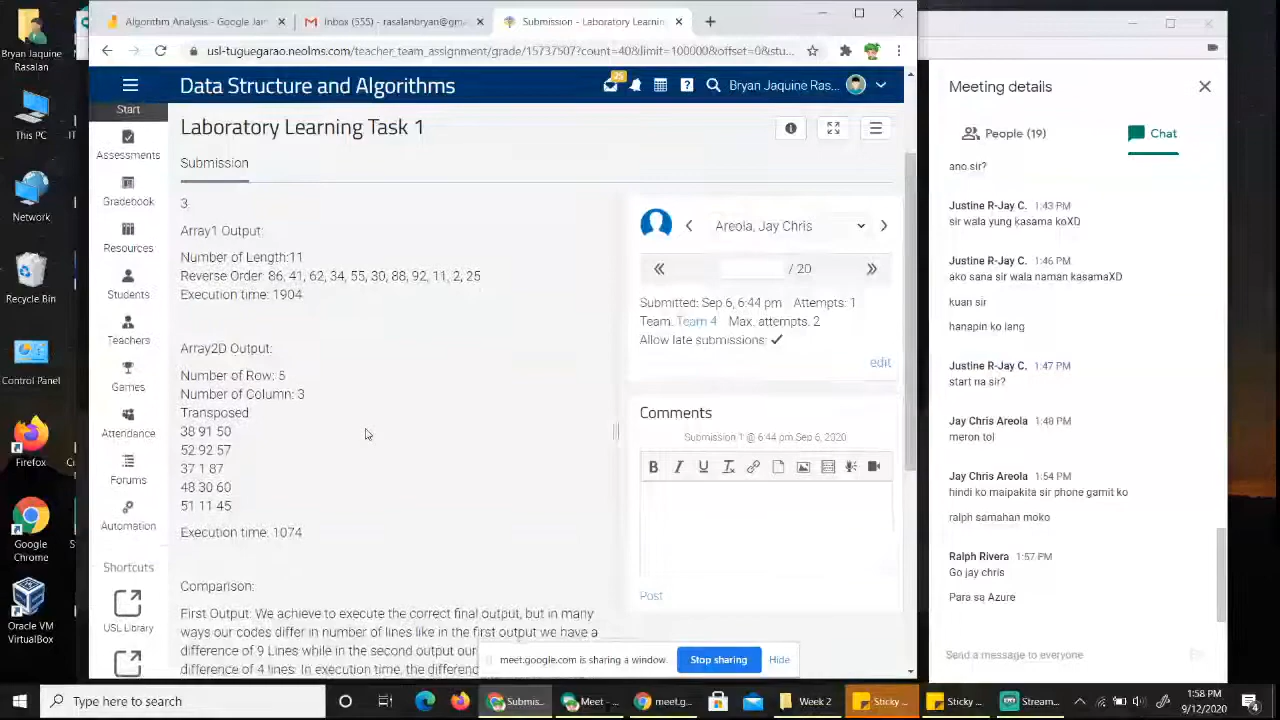 Algorithm Analysis - Google Slides
Inbox (555) - rasalanbryan@gm
Submission - Laboratory Learnin
usl-tuguegarao.neolms.com/teacher_team_assignment/grade/15737507?count=40&limit=100000&offset=0&stu...
Bryan Jaquine Rasalan
This PC
Network
Recycle Bin
Control Panel
Firefox
Google Chrome
Oracle VM VirtualBox
Data Structure and Algorithms
25
Bryan Jaquine Ras...
Start
Assessments
Gradebook
Resources
Students
Teachers
Games
Attendance
Forums
Automation
Shortcuts
USL Library
Laboratory Learning Task 1
Submission
3.
Array1 Output:
Number of Length:11
Reverse Order: 86, 41, 62, 34, 53, 30, 88, 92, 11, 2, 25
Execution time: 1904
Array2D Output:
Number of Row: 5
Number of Column: 3
Transposed
38 91 50
52 92 57
37 1 87
48 30 60
51 11 45
Execution time: 1074
Comparison:
First Output: We achieve to execute the correct final output, but in many
ways our codes differ in number of lines like in the first output we have a
difference of 9 Lines while in the second output our
Areola, Jay Chris
/ 20
Submitted: Sep 6, 6:44 pm Attempts: 1
Team: Team 4 Max. attempts: 2
Allow late submissions:
edit
Comments
Submission 1 @ 6:44 pm Sep 6, 2020
B I U Tx
Post
meet.google.com is sharing a window.
Stop sharing
Hide
Meeting details
People (19)
Chat
ano sir?
Justine R-Jay C. 1:43 PM
sir wala yung kasama koXD
Justine R-Jay C. 1:46 PM
ako sana sir wala naman kasamaXD
kuan sir
hanapin ko lang
Justine R-Jay C. 1:47 PM
start na sir?
Jay Chris Areola 1:48 PM
meron tol
Jay Chris Areola 1:54 PM
hindi ko maipakita sir phone gamit ko
ralph samahan moko
Ralph Rivera 1:57 PM
Go jay chris
Para sa Azure
Send a message to everyone
Type here to search
Submis...
Meet - ...
meet.g...
Week 2
Sticky ...
Sticky ...
Stream...
1:58 PM
9/12/2020